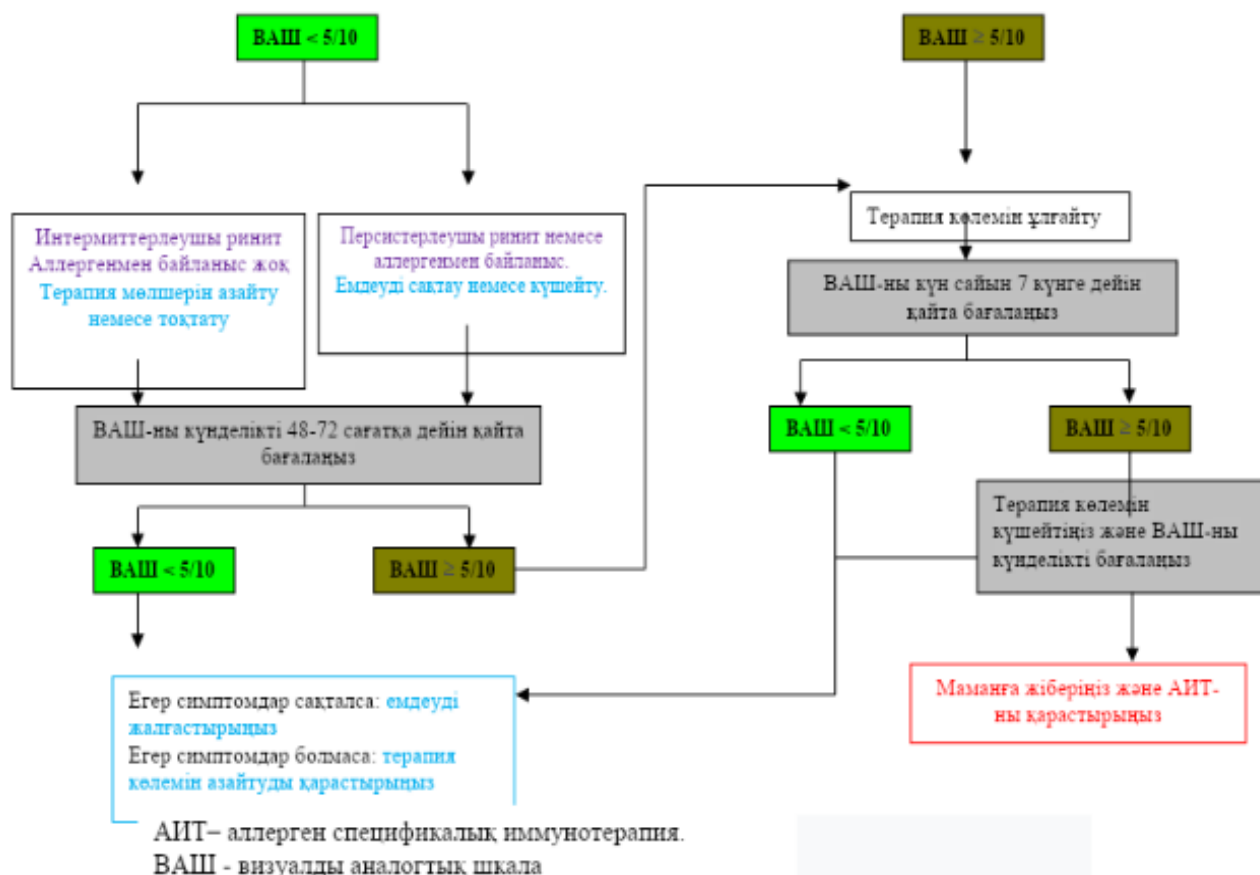 ВАШ < 5/10
ВАШ ≥ 5/10
Интермиттерлеушы ринит
Аллергенмен байланыс жоқ
Терапия мөлшерін азайту
немесе тоқтату
Персистерлеушы ринит немесе
аллергенмен байланыс.
Емдеуді сақтау немесе күшейту.
Терапия көлемін ұлғайту
ВАШ-ны күн сайын 7 күнге дейін
қайта бағалаңыз
ВАШ-ны күнделікті 48-72 сағатқа дейін қайта
бағалаңыз
ВАШ < 5/10
ВАШ ≥ 5/10
Терапия көлемін
күшейтіңіз және ВАШ-ны
күнделікті бағалаңыз
ВАШ < 5/10
ВАШ ≥ 5/10
Егер симптомдар сақталса: емдеуді
жалғастырыңыз
Егер симптомдар болмаса: терапия
көлемін азайтуды қарастырыңыз
Маманға жіберіңіз және АИТ-
ны қарастырыңыз
АИТ– аллерген спецификалық иммунотерапия.
ВАШ - визуалды аналогтық шкала